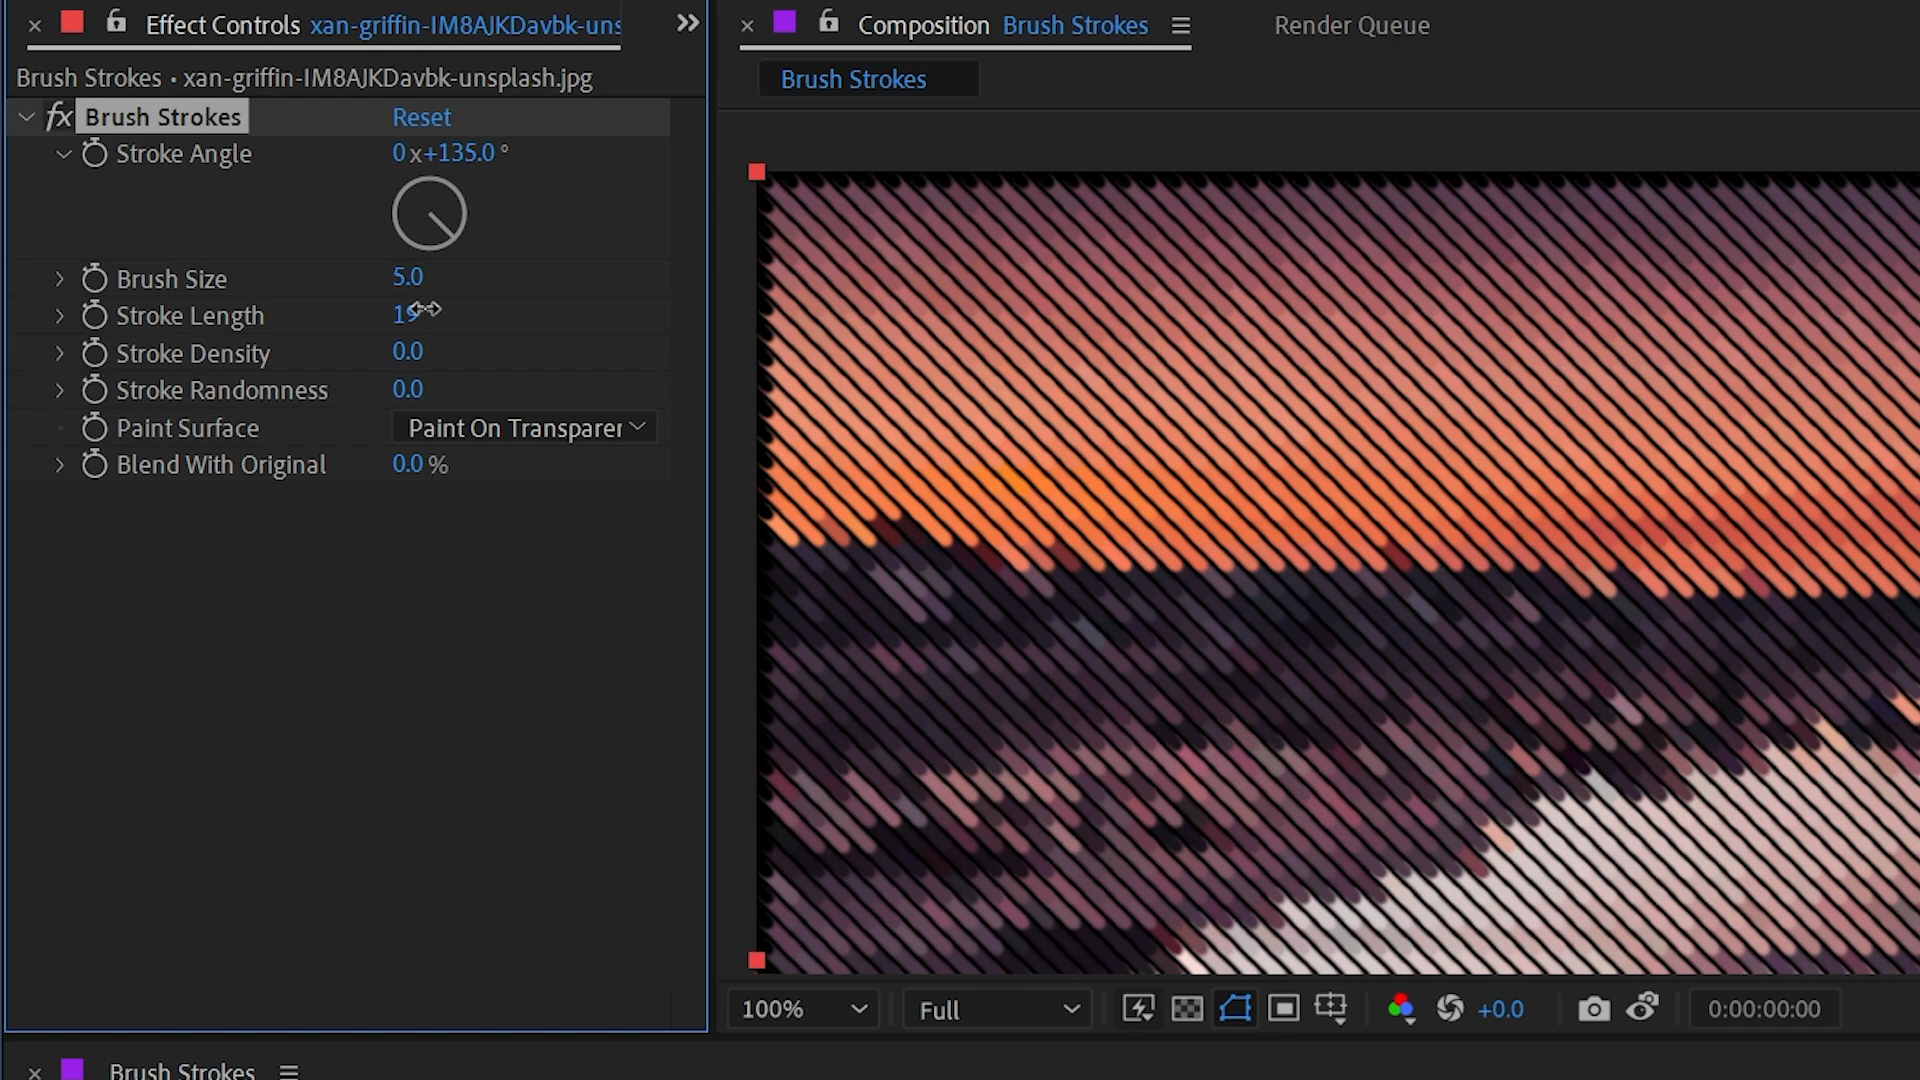 Effect Controls xan-griffin-IM8AJKDavbk-uns
Composition Brush Strokes
Render Queue
Brush Strokes • xan-griffin-IM8AJKDavbk-unsplash.jpg
Brush Strokes
fx Brush Strokes Reset
Stroke Angle 0x+135.0°
Brush Size 5.0
Stroke Length 19
Stroke Density 0.0
Stroke Randomness 0.0
Paint Surface Paint On Transparer
Blend With Original 0.0%
100% Full +0.0 0:00:00:00
Brush Strokes